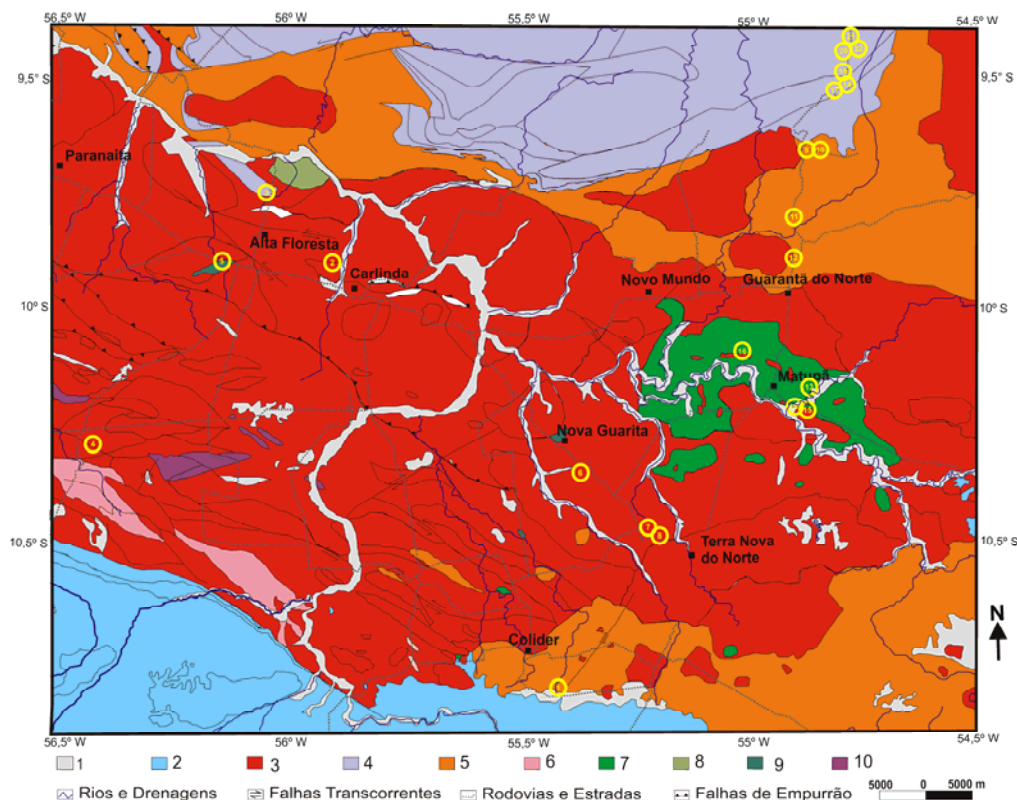 56,5° W 56° W 55.5° W 55° W 54,5° W
9,5° S 9,5° S
Paranaita
Alta Floresta
Carlinda
Novo Mundo
Guarantã do Norte
10° S 10° S
Matupá
Nova Guarita
10,5° S 10,5° S
Terra Nova
do Norte
N
Colider
56.5° W 56° W 55.5° W 55° W 54,5° W
1 2 3 4 5 6 7 8 9 10
Rios e Drenagens Falhas Transcorrentes Rodovias e Estradas Falhas de Empurrão 5000 0 5000 m